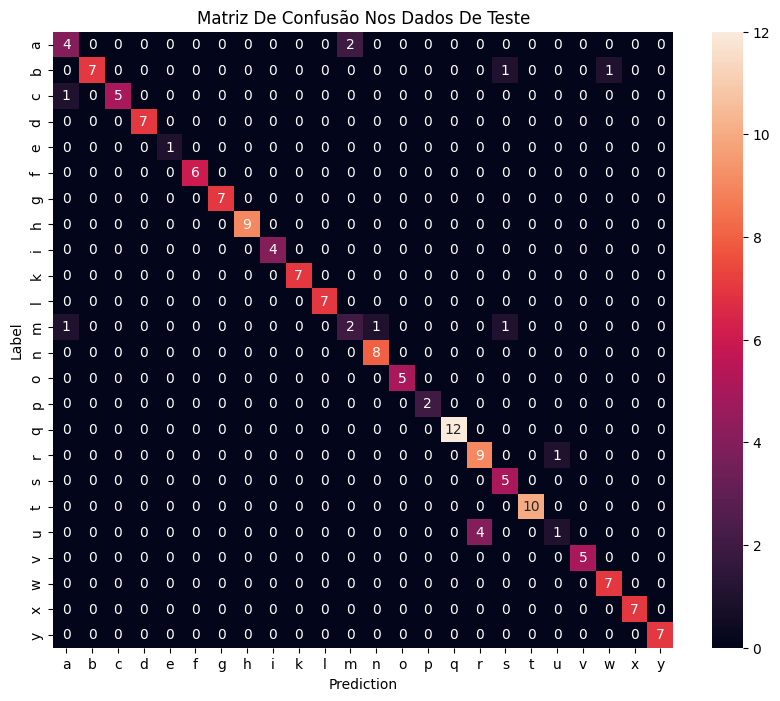 Matriz De Confusão Nos Dados De Teste
a 4 0 0 0 0 0 0 0 0 0 0 2 0 0 0 0 0 0 0 0 0 0 0 0
b 0 7 0 0 0 0 0 0 0 0 0 0 0 0 0 0 0 1 0 0 0 1 0 0
c 1 0 5 0 0 0 0 0 0 0 0 0 0 0 0 0 0 0 0 0 0 0 0 0
d 0 0 0 7 0 0 0 0 0 0 0 0 0 0 0 0 0 0 0 0 0 0 0 0
e 0 0 0 0 1 0 0 0 0 0 0 0 0 0 0 0 0 0 0 0 0 0 0 0
f 0 0 0 0 0 6 0 0 0 0 0 0 0 0 0 0 0 0 0 0 0 0 0 0
g 0 0 0 0 0 0 7 0 0 0 0 0 0 0 0 0 0 0 0 0 0 0 0 0
h 0 0 0 0 0 0 0 9 0 0 0 0 0 0 0 0 0 0 0 0 0 0 0 0
i 0 0 0 0 0 0 0 0 4 0 0 0 0 0 0 0 0 0 0 0 0 0 0 0
k 0 0 0 0 0 0 0 0 0 7 0 0 0 0 0 0 0 0 0 0 0 0 0 0
l 0 0 0 0 0 0 0 0 0 0 7 0 0 0 0 0 0 0 0 0 0 0 0 0
m 1 0 0 0 0 0 0 0 0 0 0 2 1 0 0 0 0 1 0 0 0 0 0 0
n 0 0 0 0 0 0 0 0 0 0 0 0 8 0 0 0 0 0 0 0 0 0 0 0
o 0 0 0 0 0 0 0 0 0 0 0 0 0 5 0 0 0 0 0 0 0 0 0 0
p 0 0 0 0 0 0 0 0 0 0 0 0 0 0 2 0 0 0 0 0 0 0 0 0
q 0 0 0 0 0 0 0 0 0 0 0 0 0 0 0 12 0 0 0 0 0 0 0 0
r 0 0 0 0 0 0 0 0 0 0 0 0 0 0 0 0 9 0 0 1 0 0 0 0
s 0 0 0 0 0 0 0 0 0 0 0 0 0 0 0 0 0 5 0 0 0 0 0 0
t 0 0 0 0 0 0 0 0 0 0 0 0 0 0 0 0 0 0 10 0 0 0 0 0
u 0 0 0 0 0 0 0 0 0 0 0 0 0 0 0 0 4 0 0 1 0 0 0 0
v 0 0 0 0 0 0 0 0 0 0 0 0 0 0 0 0 0 0 0 0 5 0 0 0
w 0 0 0 0 0 0 0 0 0 0 0 0 0 0 0 0 0 0 0 0 0 7 0 0
x 0 0 0 0 0 0 0 0 0 0 0 0 0 0 0 0 0 0 0 0 0 0 7 0
y 0 0 0 0 0 0 0 0 0 0 0 0 0 0 0 0 0 0 0 0 0 0 0 7
a b c d e f g h i k l m n o p q r s t u v w x y
Label
Prediction
12
10
8
6
4
2
0